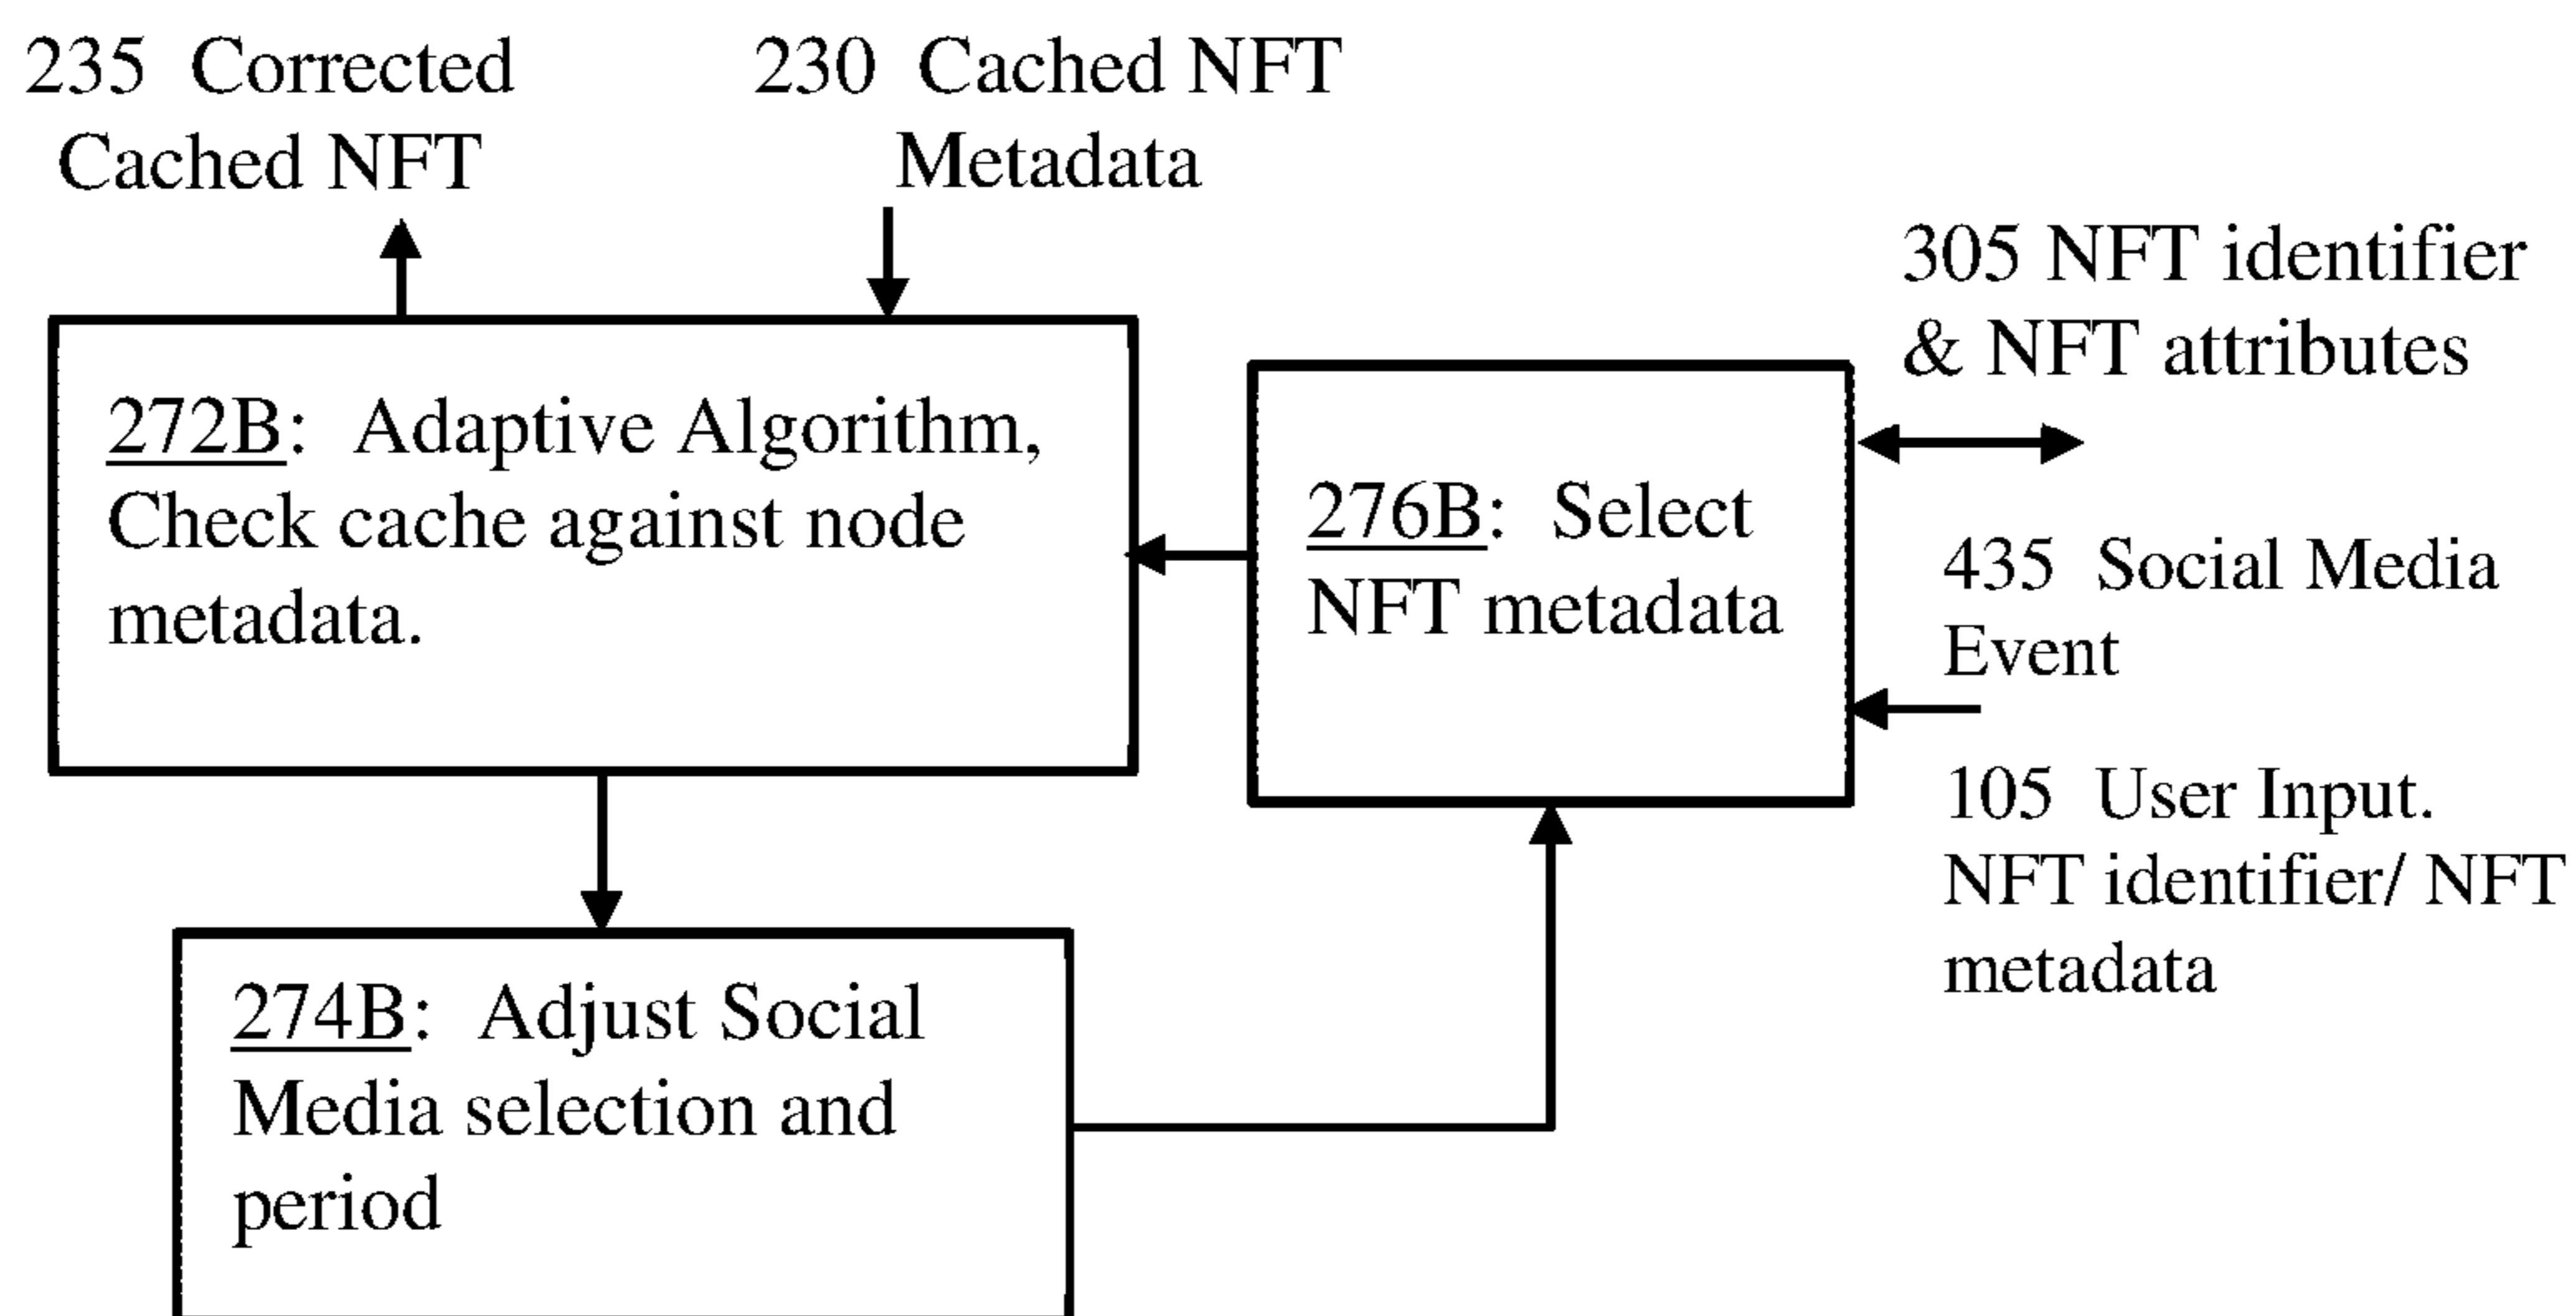 235 Corrected
Cached NFT
230 Cached NFT
Metadata
305 NFT identifier
& NFT attributes
272B: Adaptive Algorithm,
Check cache against node
metadata.
276B: Select
NFT metadata
435 Social Media
Event
105 User Input.
NFT identifier/ NFT
metadata
274B: Adjust Social
Media selection and
period